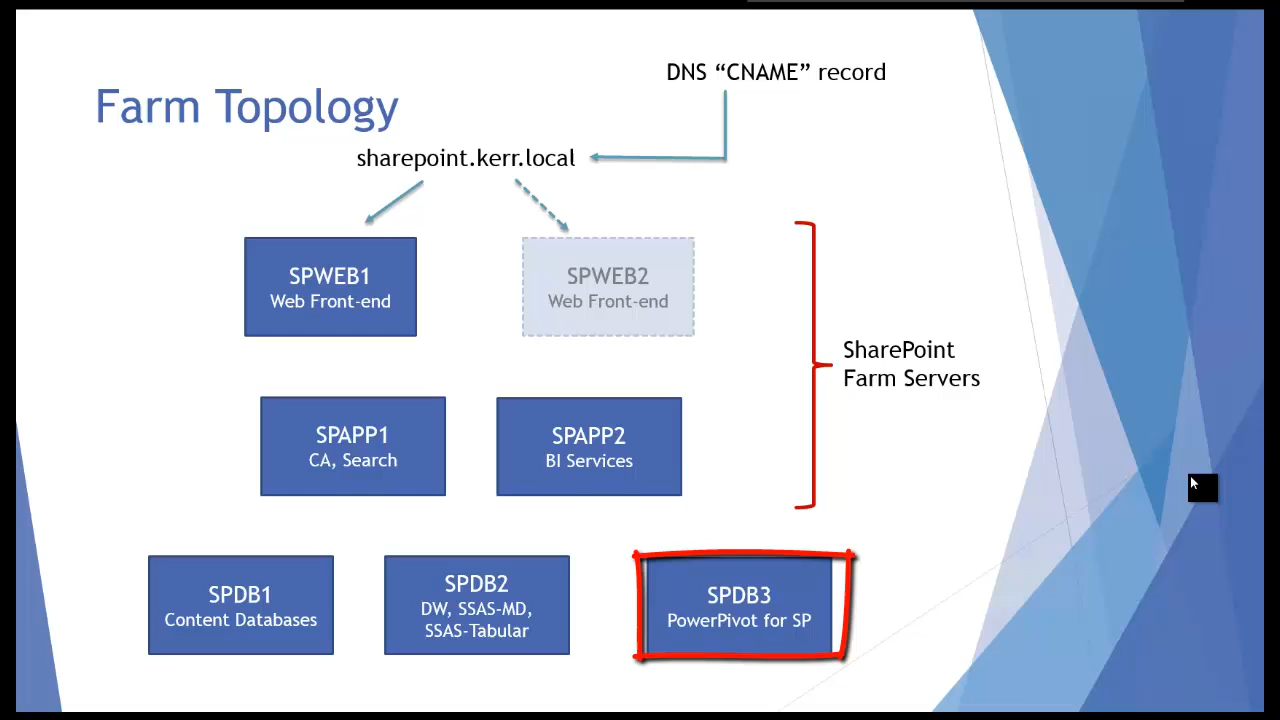 DNS “CNAME” record
Farm Topology
sharepoint.kerr.local
SPWEB1
Web Front-end
SPWEB2
Web Front-end
SharePoint
Farm Servers
SPAPP1
CA, Search
SPAPP2
BI Services
SPDB1
Content Databases
SPDB2
DW, SSAS-MD,
SSAS-Tabular
SPDB3
PowerPivot for SP